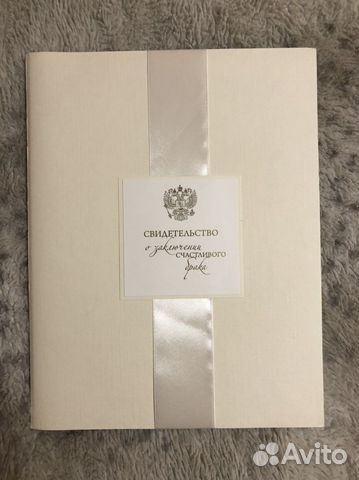 СВИДЕТЕЛЬСТВО
о заключении
СЧАСТЛИВОГО
брака
Avito